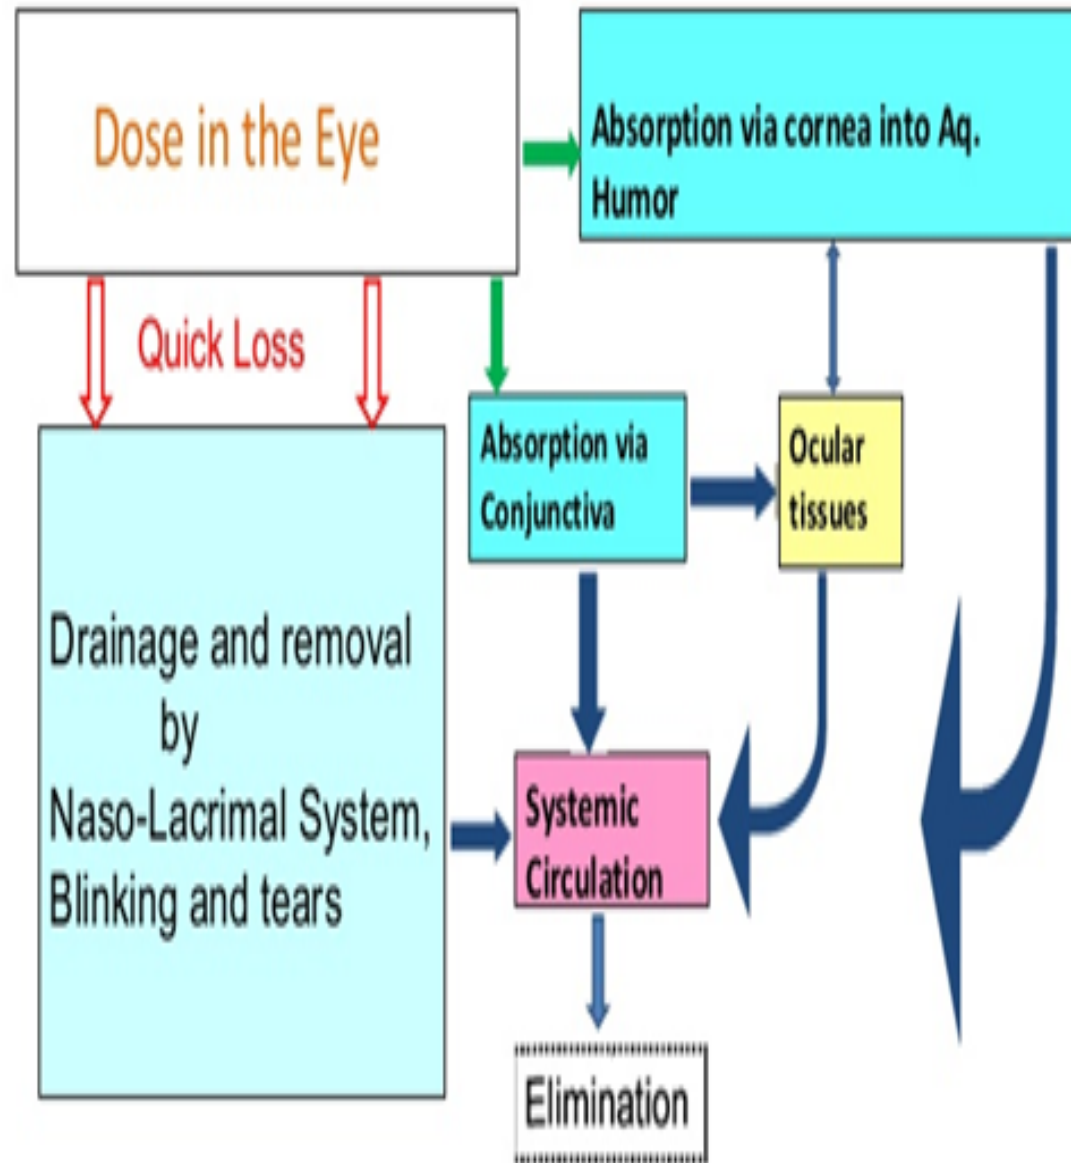 Dose in the Eye
Absorption via cornea into Aq.
Humor
Quick Loss
Absorption via
Conjunctiva
Ocular
tissues
Drainage and removal
by
Naso-Lacrimal System,
Blinking and tears
Systemic
Circulation
Elimination